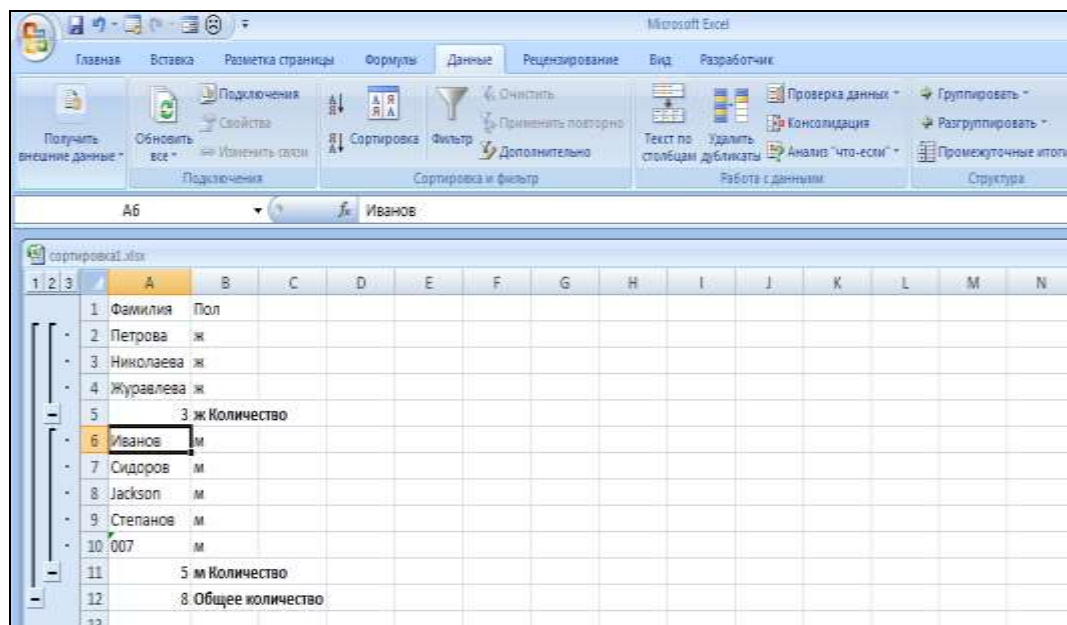 Microsoft Excel
Главная Вставка Разметка страницы Формулы Данные Рецензирование Вид Разработчик
Получить внешние данные
Обновить все
Подключения
Свойства
Изменить связи
Подключения
Сортировка
Фильтр
Очистить
Применить повторно
Дополнительно
Сортировка и фильтр
Текст по столбцам
Удалить дубликаты
Проверка данных
Консолидация
Анализ "что-если"
Работа с данными
Группировать
Разгруппировать
Промежуточные итоги
Структура
A6 fx Иванов
сортировка1.xlsx
1 2 3 A B C D E F G H I J K L M N
1 Фамилия Пол
2 Петрова ж
3 Николаева ж
4 Журавлева ж
5 3 ж Количество
6 Иванов м
7 Сидоров м
8 Jackson м
9 Степанов м
10 007 м
11 5 м Количество
12 8 Общее количество
13